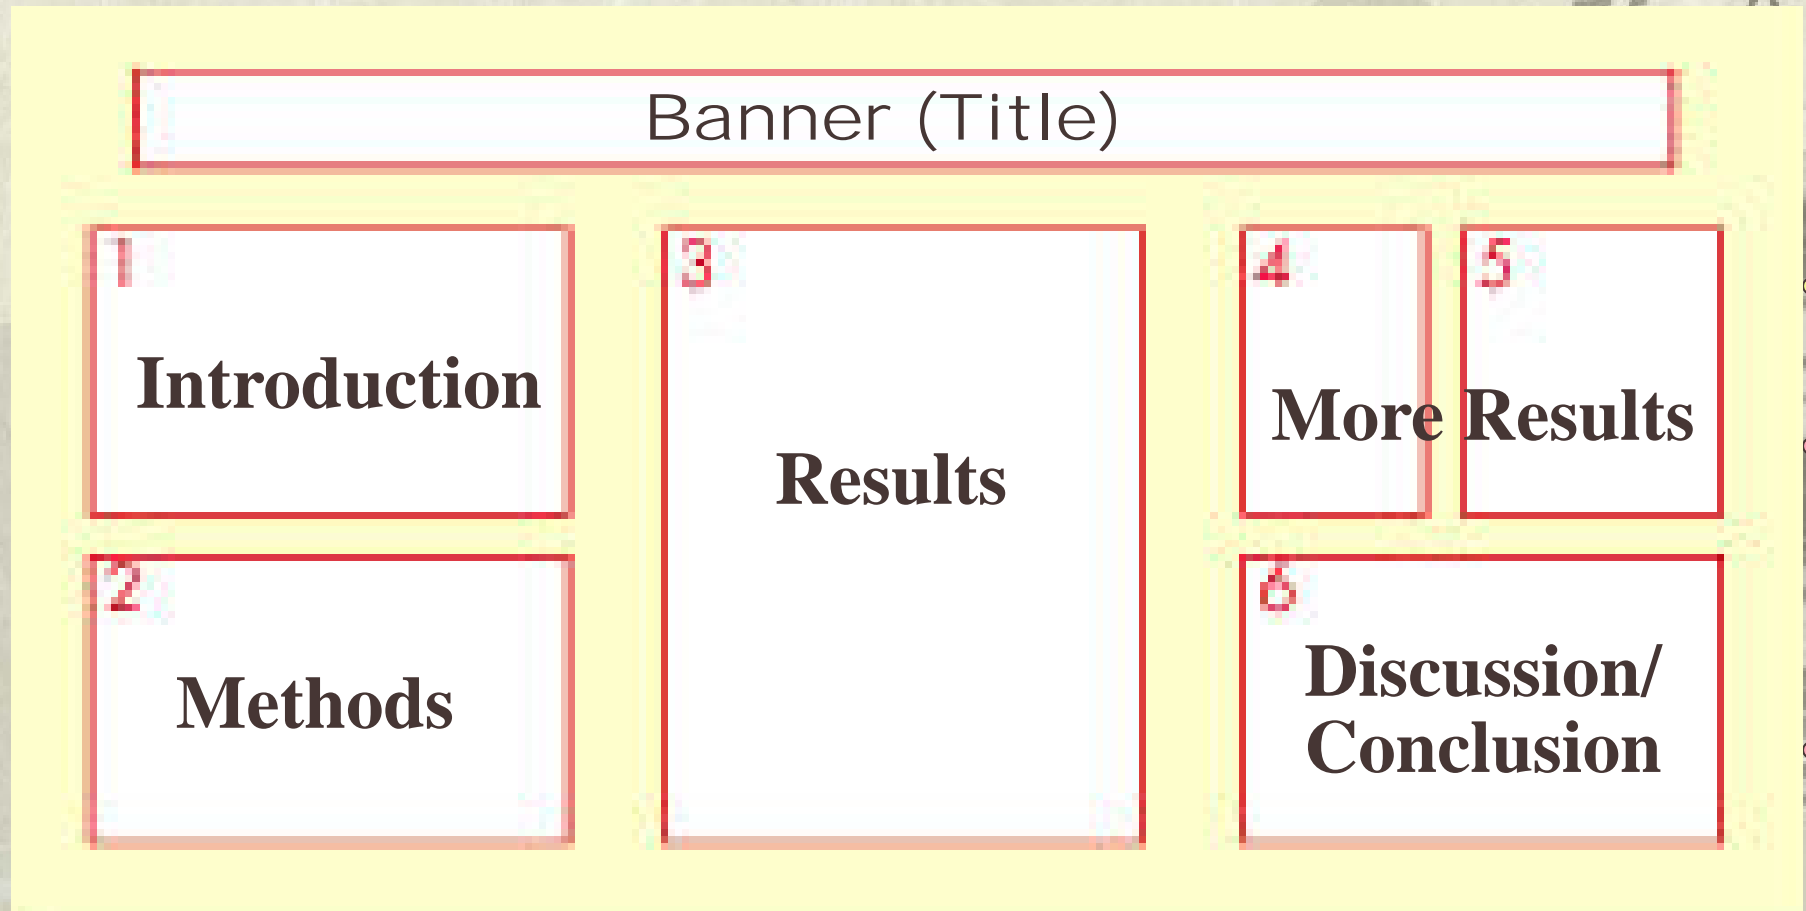 Banner (Title)
1
Introduction
2
Methods
3
Results
4
5
More Results
6
Discussion/
Conclusion